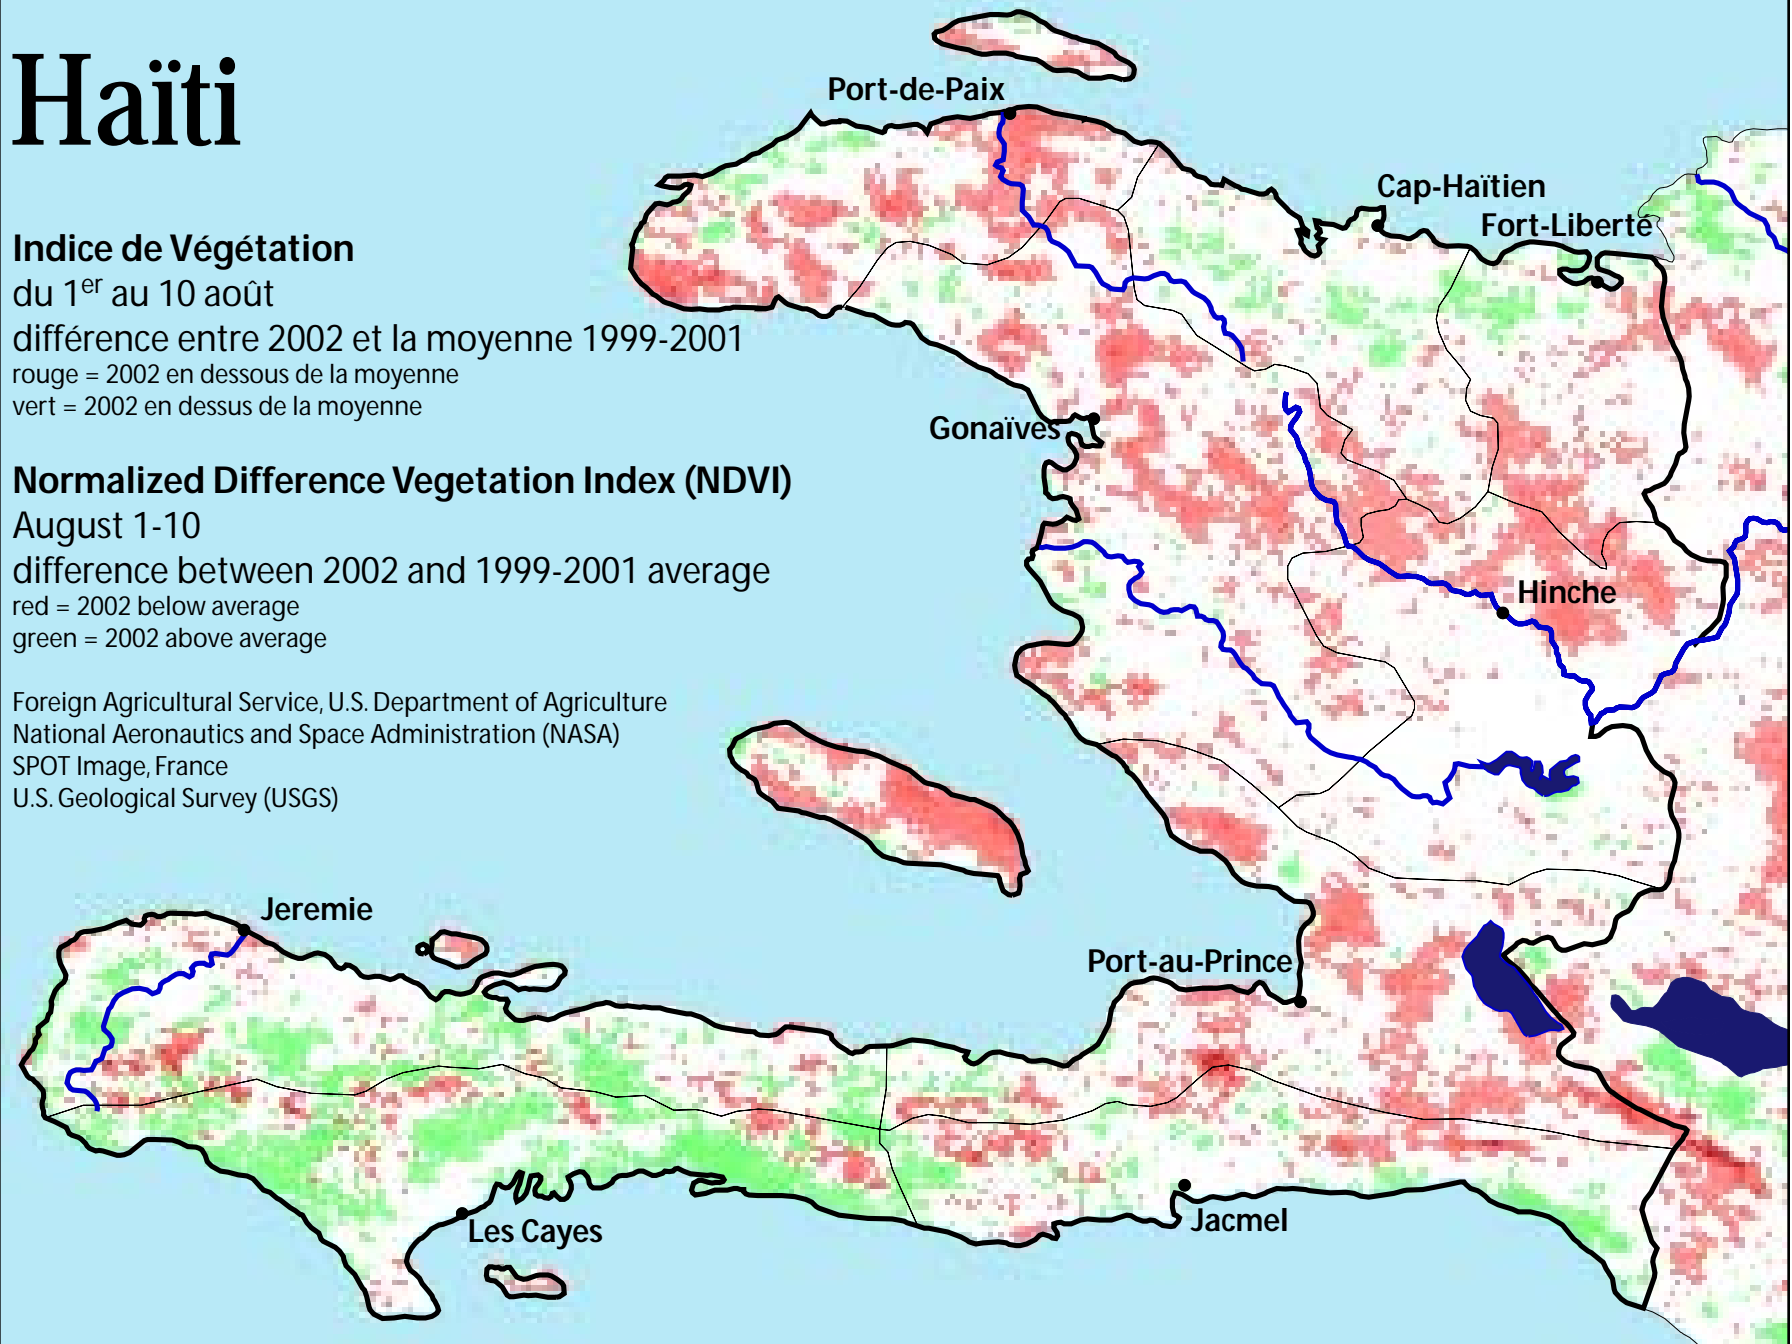 Haïti
Indice de Végétation
du 1er au 10 août
différence entre 2002 et la moyenne 1999-2001
rouge = 2002 en dessous de la moyenne
vert = 2002 en dessus de la moyenne
Normalized Difference Vegetation Index (NDVI)
August 1-10
difference between 2002 and 1999-2001 average
red = 2002 below average
green = 2002 above average
Foreign Agricultural Service, U.S. Department of Agriculture
National Aeronautics and Space Administration (NASA)
SPOT Image, France
U.S. Geological Survey (USGS)
Port-de-Paix
Cap-Haïtien
Fort-Liberté
Gonaïves
Hinche
Jeremie
Port-au-Prince
Les Cayes
Jacmel